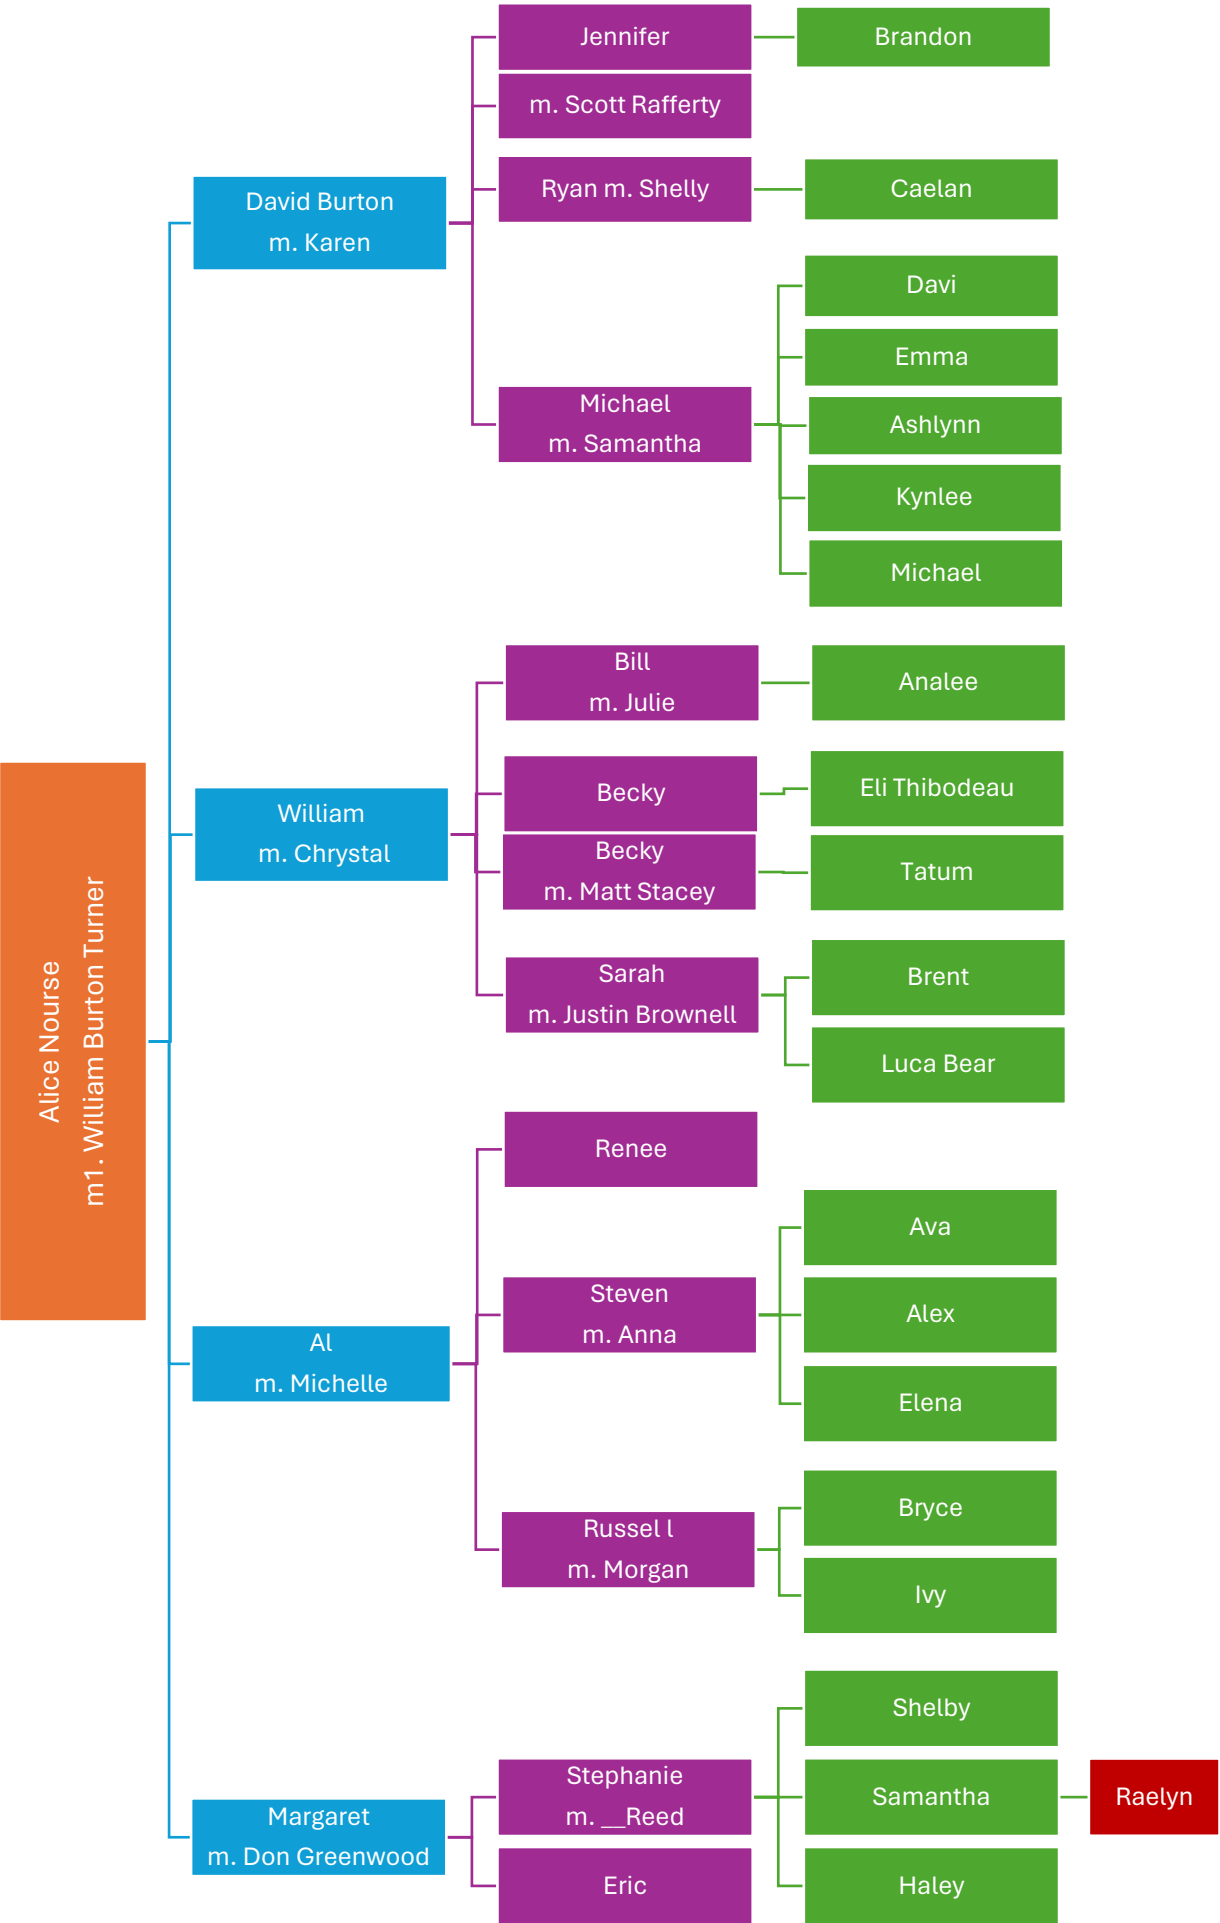 Alice Nourse
m1. William Burton Turner
David Burton
m. Karen
Jennifer
Brandon
m. Scott Rafferty
Ryan m. Shelly
Caelan
Michael
m. Samantha
Davi
Emma
Ashlynn
Kynlee
Michael
William
m. Chrystal
Bill
m. Julie
Analee
Becky
Eli Thibodeau
Becky
m. Matt Stacey
Tatum
Sarah
m. Justin Brownell
Brent
Luca Bear
Al
m. Michelle
Renee
Steven
m. Anna
Ava
Alex
Elena
Russel l
m. Morgan
Bryce
Ivy
Margaret
m. Don Greenwood
Stephanie
m. __Reed
Shelby
Samantha
Raelyn
Haley
Eric